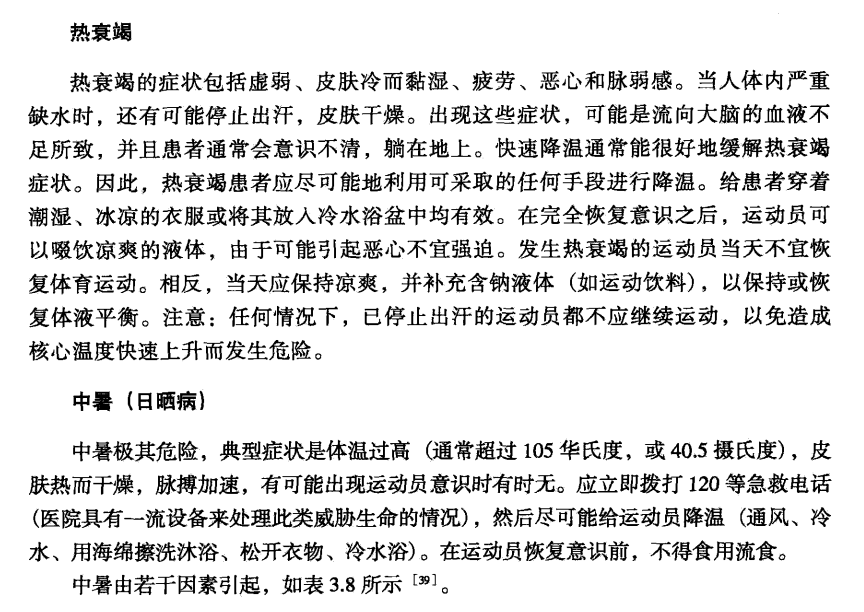 热衰竭
热衰竭的症状包括虚弱、皮肤冷而黏湿、疲劳、恶心和脉弱感。当人体内严重
缺水时，还有可能停止出汗，皮肤干燥。出现这些症状，可能是流向大脑的血液不
足所致，并且患者通常会意识不清，躺在地上。快速降温通常能很好地缓解热衰竭
症状。因此，热衰竭患者应尽可能地利用可采取的任何手段进行降温。给患者穿着
潮湿、冰凉的衣服或将其放入冷水浴盆中均有效。在完全恢复意识之后，运动员可
以啜饮凉爽的液体，由于可能引起恶心不宜强迫。发生热衰竭的运动员当天不宜恢
复体育运动。相反，当天应保持凉爽，并补充含钠液体（如运动饮料），以保持或恢
复体液平衡。注意：任何情况下，已停止出汗的运动员都不应继续运动，以免造成
核心温度快速上升而发生危险。
中暑（日晒病）
中暑极其危险，典型症状是体温过高（通常超过 105 华氏度，或 40.5 摄氏度），皮
肤热而干燥，脉搏加速，有可能出现运动员意识时有时无。应立即拨打 120 等急救电话
（医院具有一流设备来处理此类威胁生命的情况），然后尽可能给运动员降温（通风、冷
水、用海绵擦洗沐浴、松开衣物、冷水浴）。在运动员恢复意识前，不得食用流食。
中暑由若干因素引起，如表 3.8 所示 [39]。